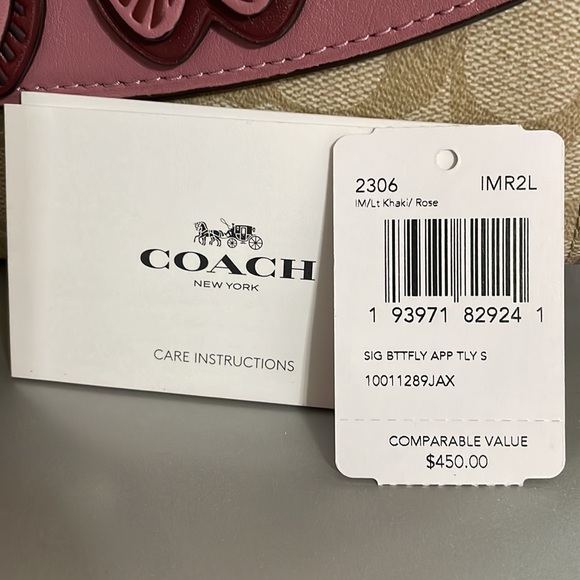 COACH
NEW YORK
CARE INSTRUCTIONS
2306 IMR2L
IM/Lt Khaki/ Rose
1 93971 82924 1
SIG BTTFLY APP TLY S
10011289JAX
COMPARABLE VALUE
$450.00